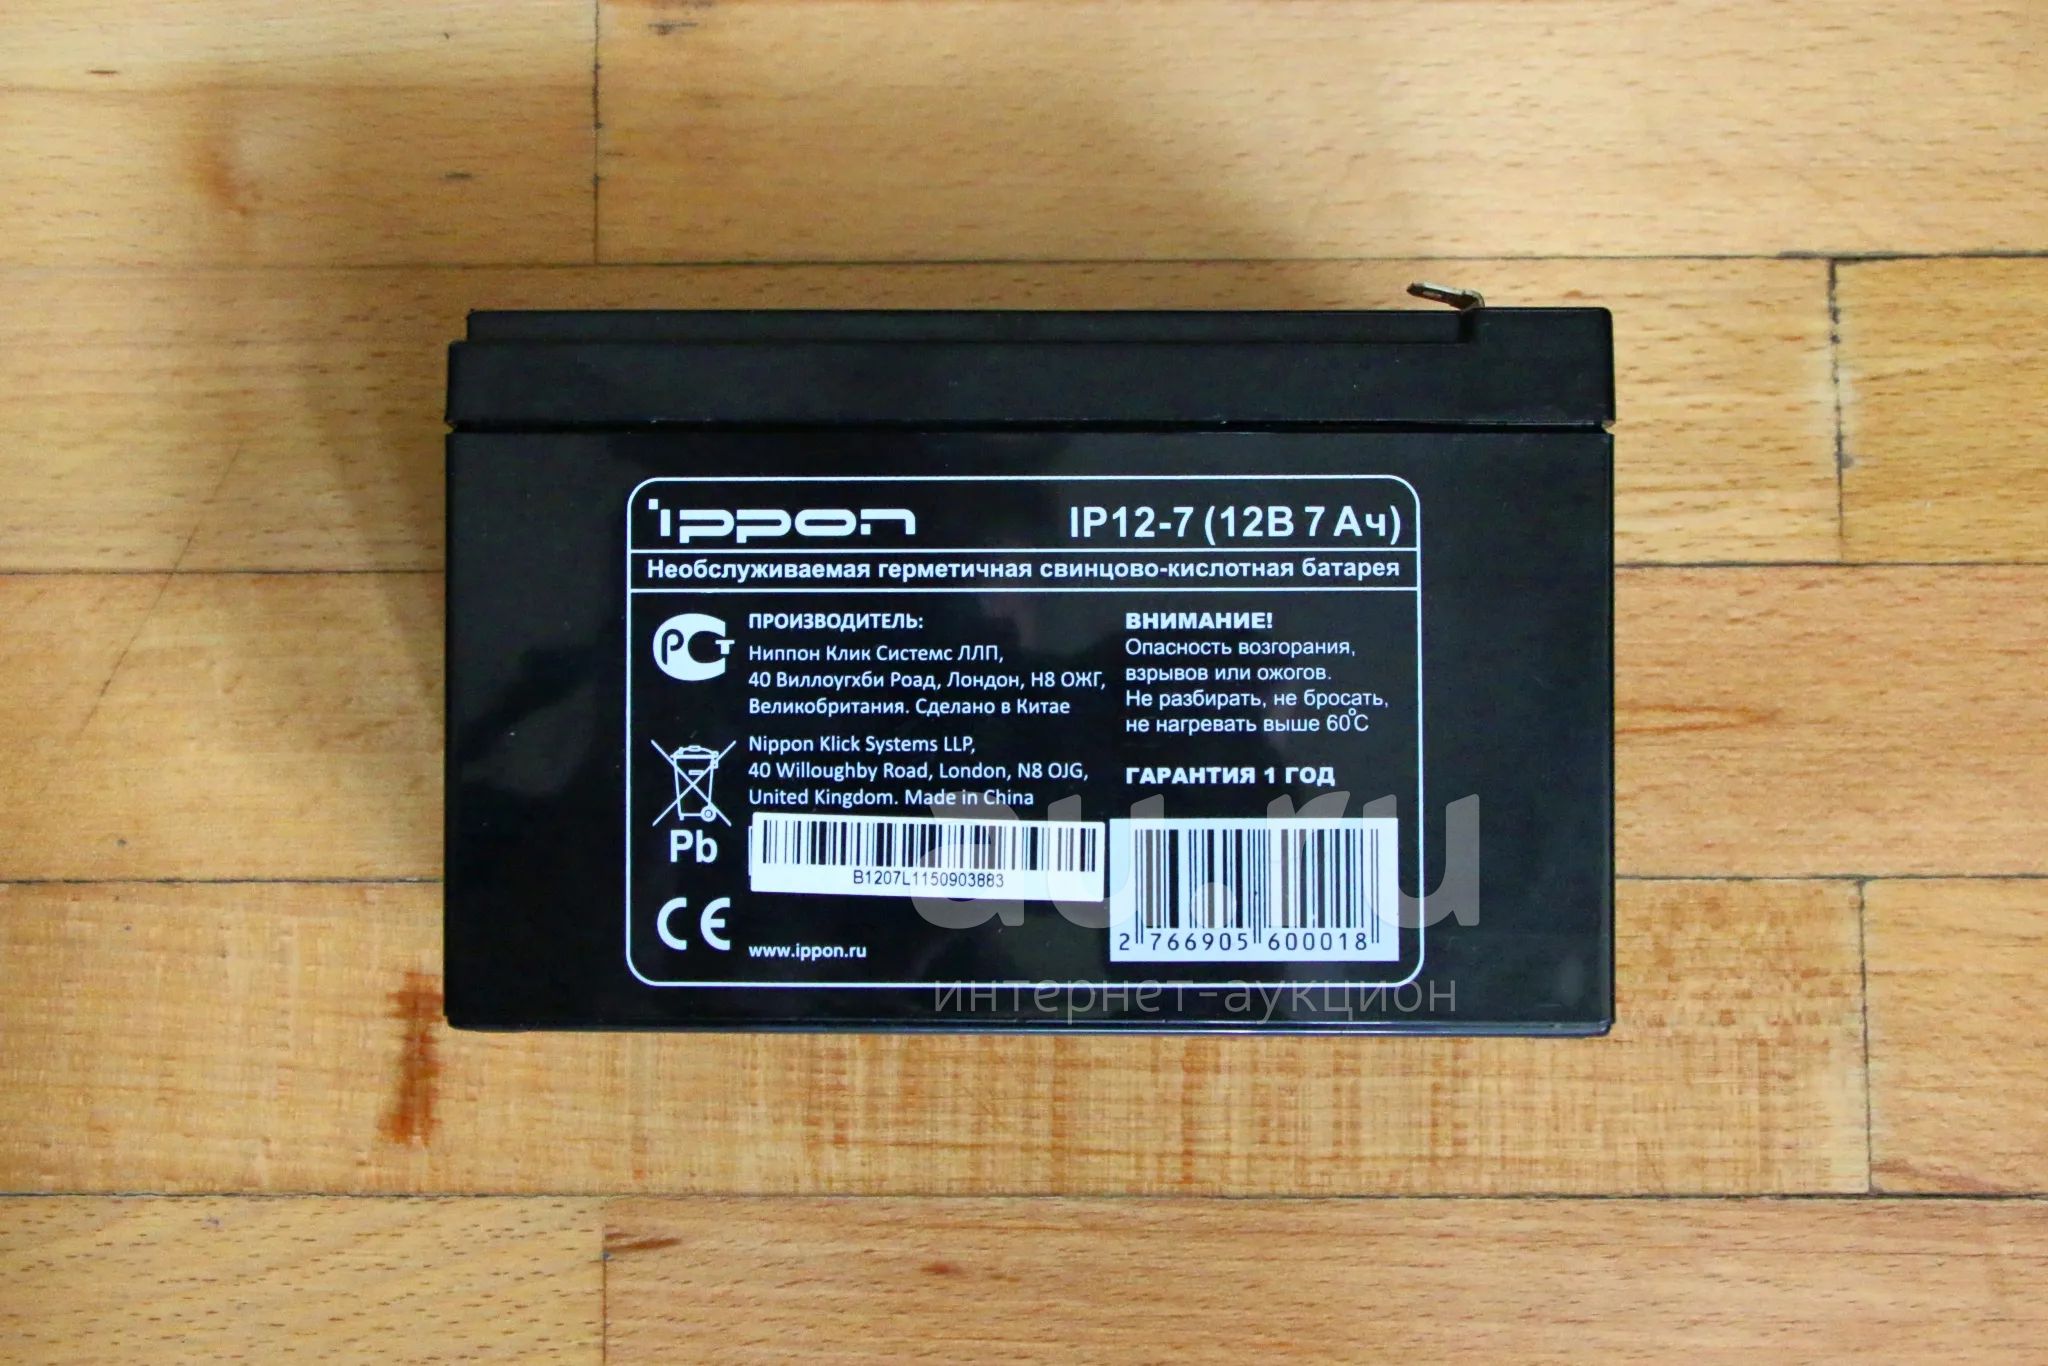 ippon
IP12-7 (12В 7 Ач)
Необслуживаемая герметичная свинцово-кислотная батарея
РСТ
ПРОИЗВОДИТЕЛЬ:
Ниппон Клик Системс ЛЛП,
40 Виллоугхби Роад, Лондон, Н8 ОЖГ,
Великобритания. Сделано в Китае
Nippon Klick Systems LLP,
40 Willoughby Road, London, N8 OJG,
United Kingdom. Made in China
ВНИМАНИЕ!
Опасность возгорания,
взрывов или ожогов.
Не разбирать, не бросать,
не нагревать выше 60°С
ГАРАНТИЯ 1 ГОД
Pb
B1207L1150903883
CE
www.ippon.ru
2 766905 600018
au.ru
интернет-аукцион